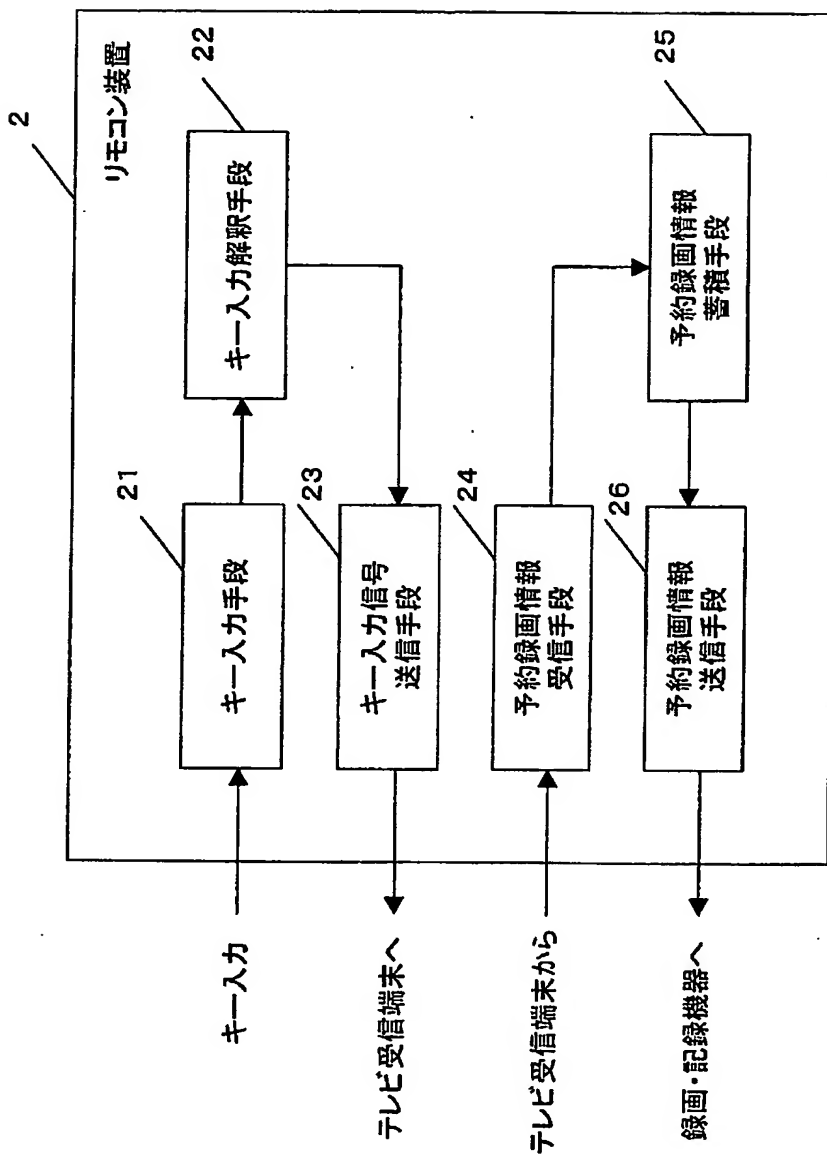 2
リモコン装置
21
キー入力手段
22
キー入力解釈手段
23
キー入力信号
送信手段
24
予約録画情報
受信手段
25
予約録画情報
蓄積手段
26
予約録画情報
送信手段
キー入力
テレビ受信端末へ
テレビ受信端末から
録画・記録機器へ